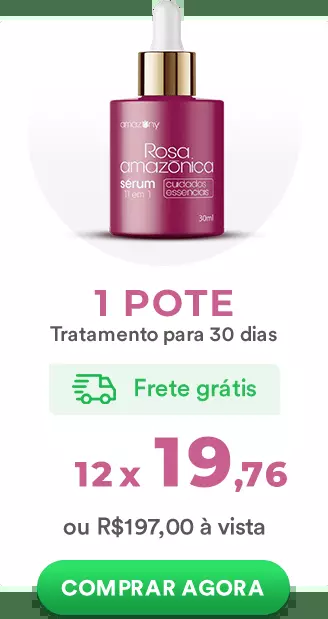 amazony
Rosa
amazônica
sérum
11 em 1
cuidados
essenciais
30ml
1 POTE
Tratamento para 30 dias
Frete grátis
12 x 19,76
ou R$197,00 à vista
COMPRAR AGORA